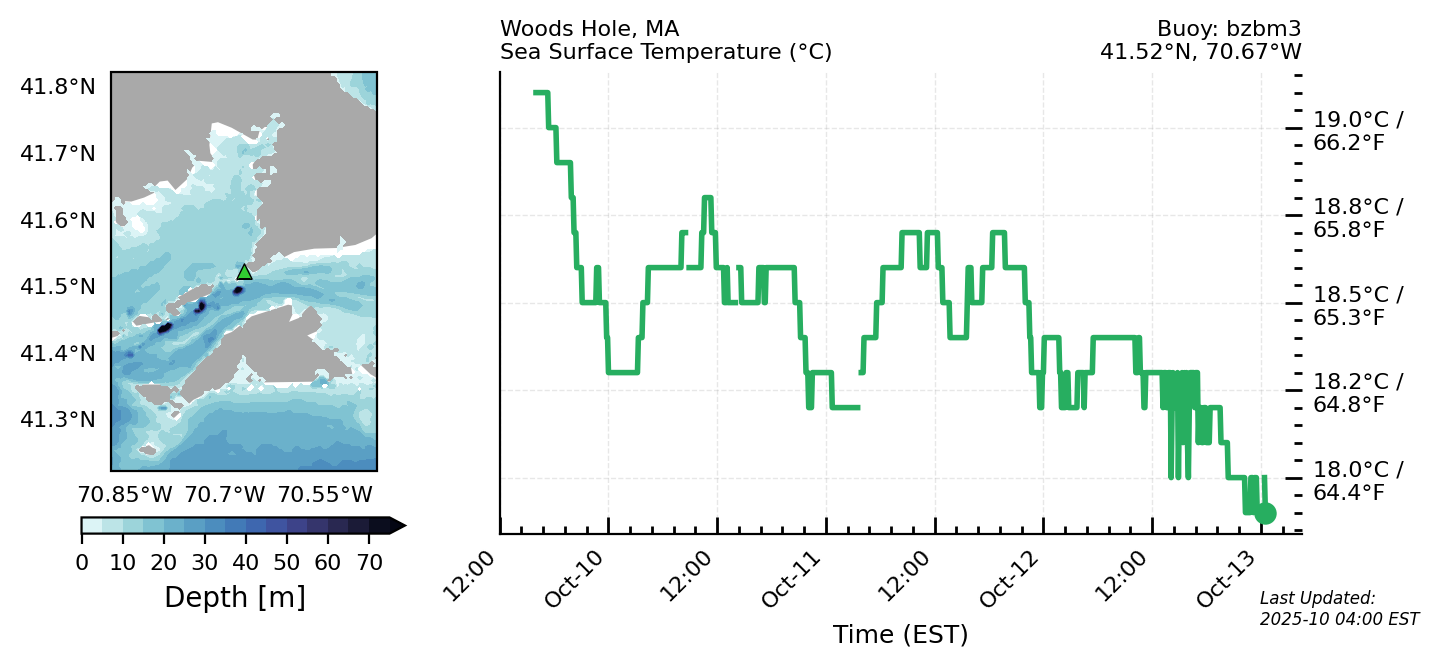 Woods Hole, MA
Sea Surface Temperature (°C)
Buoy: bzbm3
41.52°N, 70.67°W
41.8°N
41.7°N
41.6°N
41.5°N
41.4°N
41.3°N
70.85°W 70.7°W 70.55°W
0 10 20 30 40 50 60 70
Depth [m]
19.0°C /
66.2°F
18.8°C /
65.8°F
18.5°C /
65.3°F
18.2°C /
64.8°F
18.0°C /
64.4°F
12:00
Oct-10
12:00
Oct-11
12:00
Oct-12
12:00
Oct-13
Time (EST)
Last Updated:
2025-10 04:00 EST